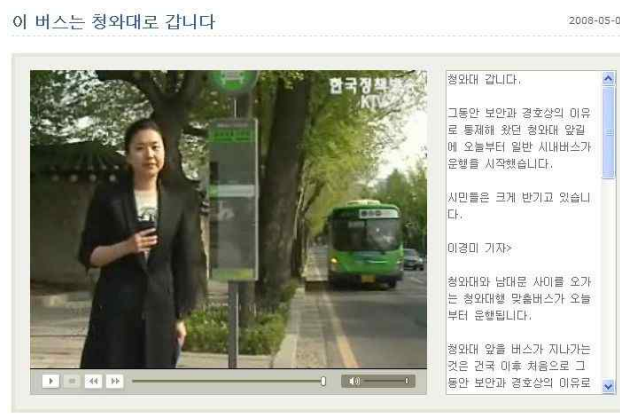 이 버스는 청와대로 갑니다
2008-05-0
한국정책방송
KTV
청와대 갑니다.
그동안 보안과 경호상의 이유
로 통제해 왔던 청와대 앞길
에 오늘부터 일반 시내버스가
운행을 시작했습니다.
시민들은 크게 반기고 있습니
다.
이경미 기자>
청와대와 남대문 사이를 오가
는 청와대행 맞춤버스가 오늘
부터 운행됩니다.
청와대 앞을 버스가 지나가는
것은 건국 이후 처음으로 그
동안 보안과 경호상의 이유로